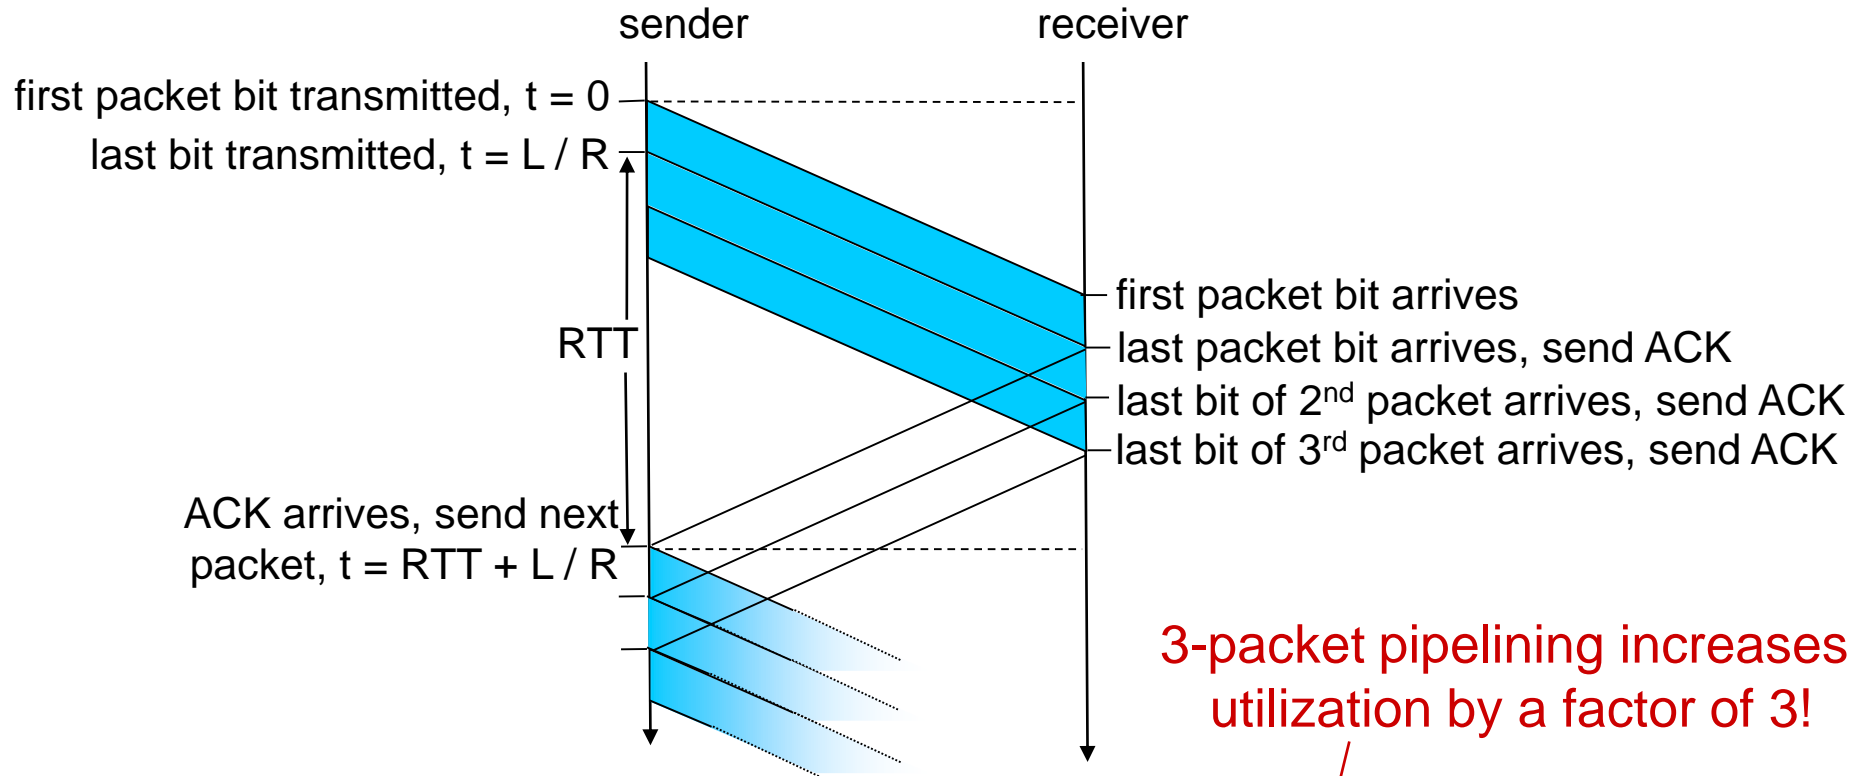 sender
receiver
first packet bit transmitted, t = 0
last bit transmitted, t = L / R
RTT
first packet bit arrives
last packet bit arrives, send ACK
last bit of 2nd packet arrives, send ACK
last bit of 3rd packet arrives, send ACK
ACK arrives, send next
packet, t = RTT + L / R
3-packet pipelining increases
utilization by a factor of 3!